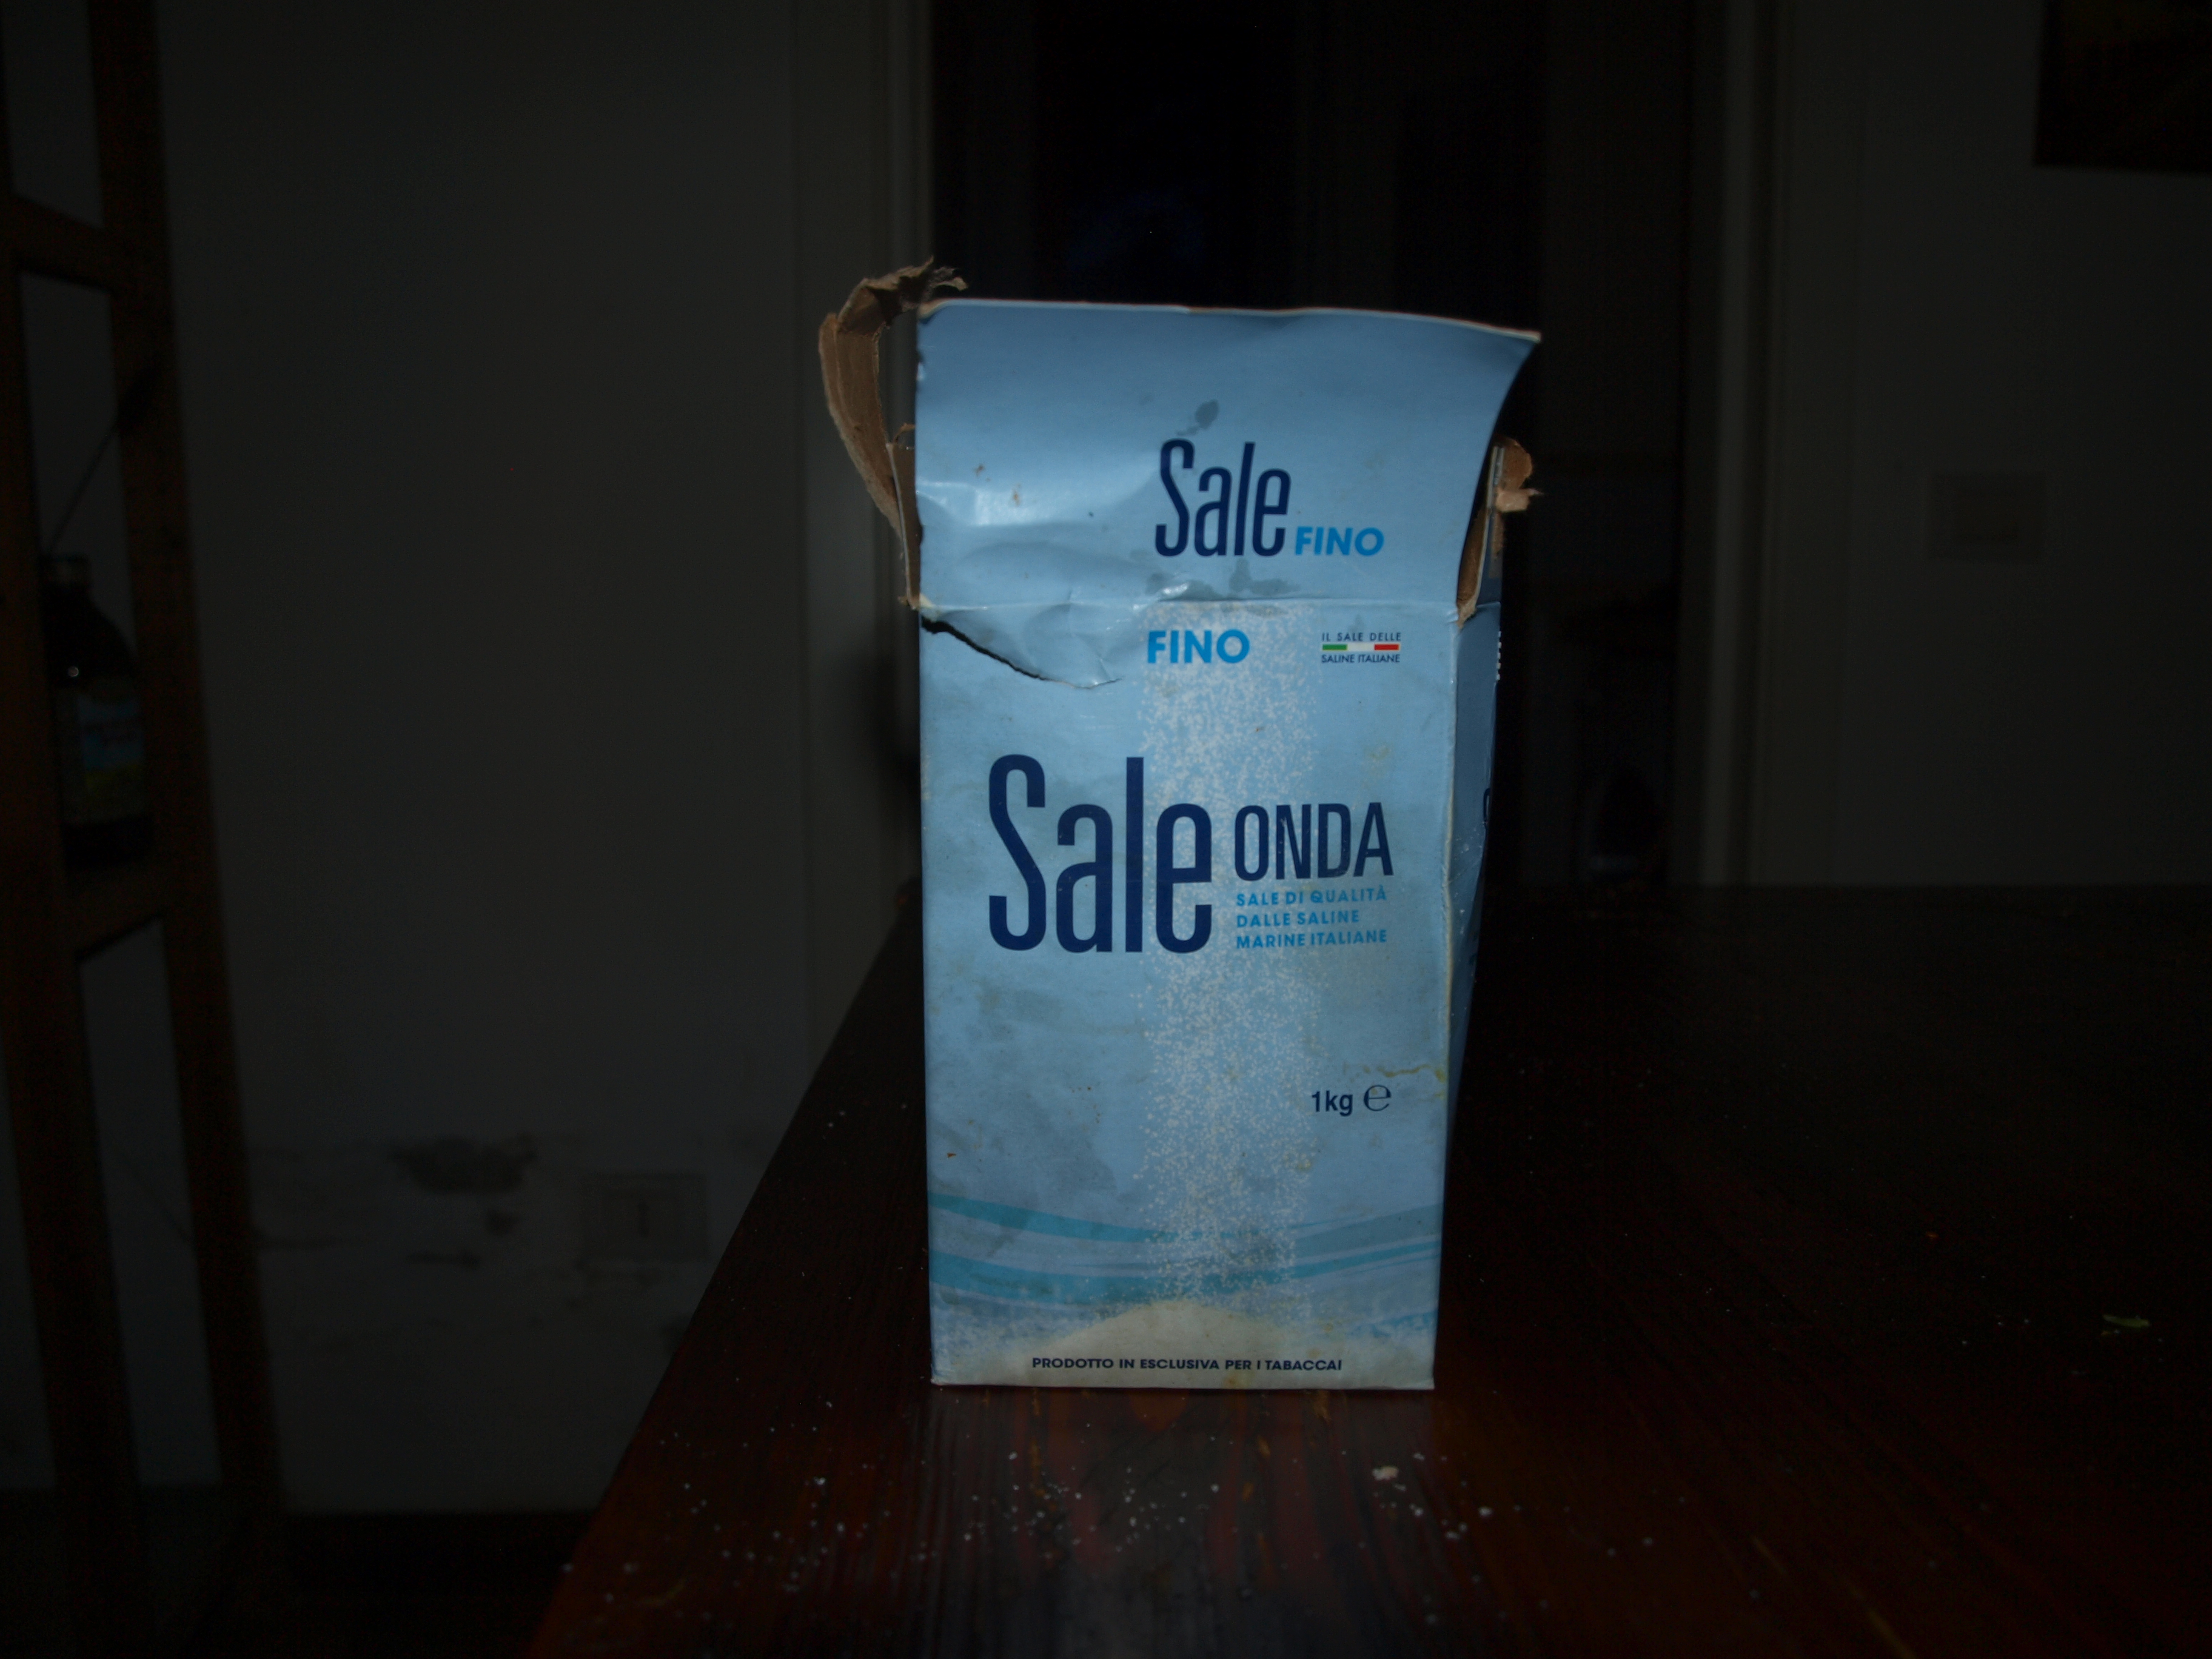 Sale FINO
FINO
IL SALE DELLE
SALINE ITALIANE
Sale ONDA
SALE DI QUALITÀ
DALLE SALINE
MARINE ITALIANE
1kg ℮
PRODOTTO IN ESCLUSIVA PER I TABACCAI